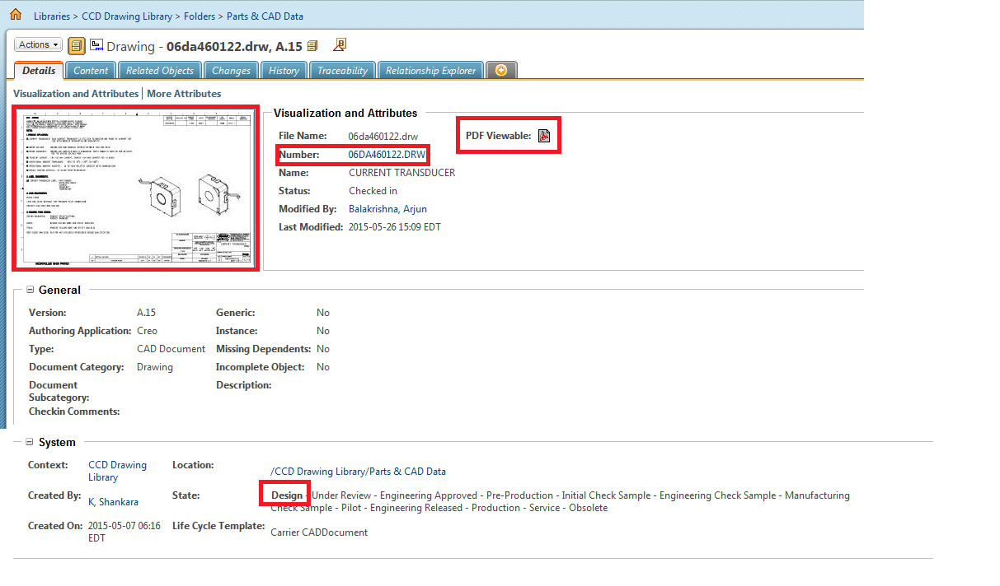 Libraries > CCD Drawing Library > Folders > Parts & CAD Data
Actions Drawing - 06da460122.drw, A.15
Details Content Related Objects Changes History Traceability Relationship Explorer
Visualization and Attributes | More Attributes
Visualization and Attributes
File Name: 06da460122.drw
PDF Viewable:
Number: 06DA460122.DRW
Name: CURRENT TRANSDUCER
Status: Checked in
Modified By: Balakrishna, Arjun
Last Modified: 2015-05-26 15:09 EDT
General
Version: A.15 Generic: No
Authoring Application: Creo Instance: No
Type: CAD Document Missing Dependents: No
Document Category: Drawing Incomplete Object: No
Document Description:
Subcategory:
Checkin Comments:
System
Context: CCD Drawing Location:
Library /CCD Drawing Library/Parts & CAD Data
Created By: K, Shankara State: Design - Under Review - Engineering Approved - Pre-Production - Initial Check Sample - Engineering Check Sample - Manufacturing
Check Sample - Pilot - Engineering Released - Production - Service - Obsolete
Created On: 2015-05-07 06:16 Life Cycle Template: Carrier CADDocument
EDT